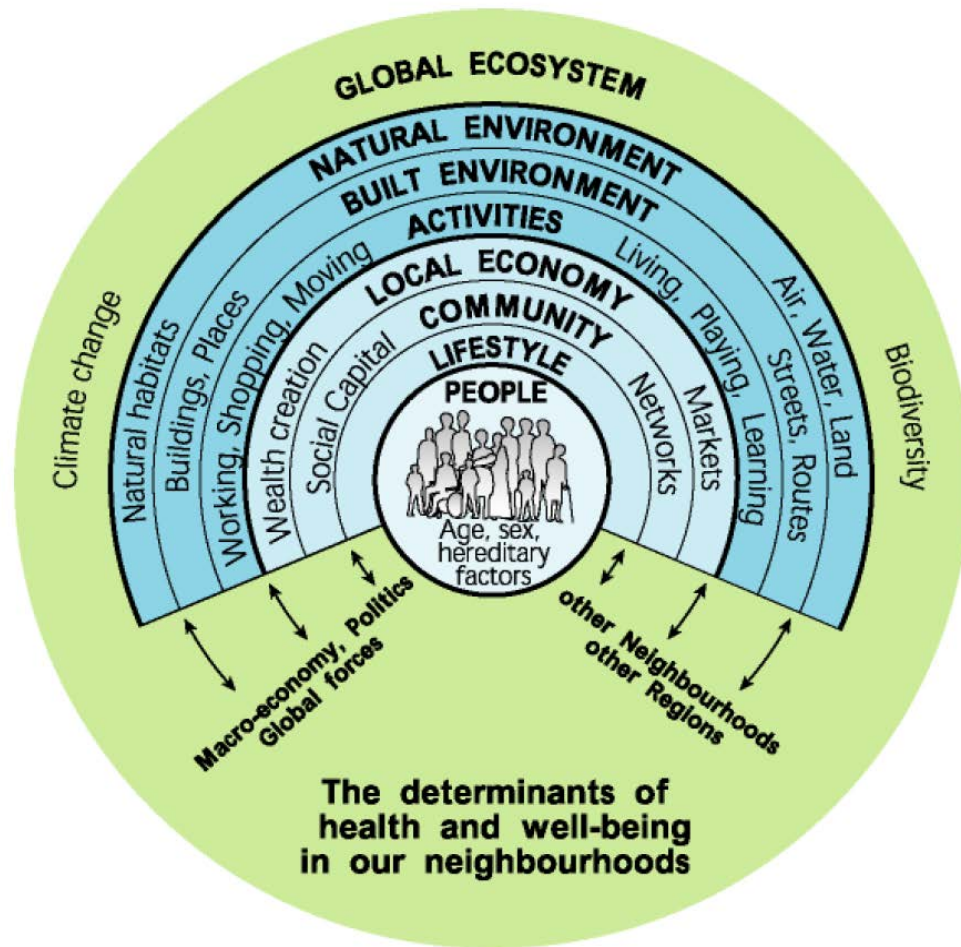 GLOBAL ECOSYSTEM
NATURAL ENVIRONMENT
BUILT ENVIRONMENT
ACTIVITIES
LOCAL ECONOMY
COMMUNITY
LIFESTYLE
PEOPLE
Age, sex,
hereditary
factors
Climate change
Natural habitats
Buildings, Places
Working, Shopping, Moving
Wealth creation
Social Capital
Networks
Markets
Living, Playing, Learning
Streets, Routes
Air, Water, Land
Biodiversity
Macro-economy, Politics
Global forces
other Neighbourhoods
other Regions
The determinants of
health and well-being
in our neighbourhoods